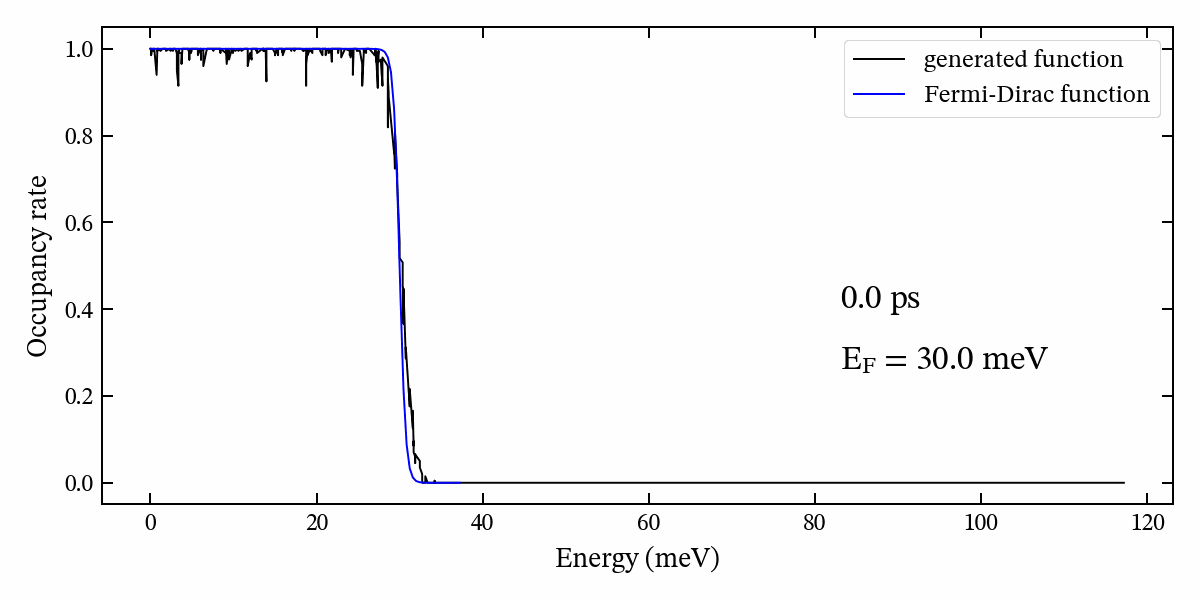 generated function
Fermi-Dirac function
1.0
0.8
0.6
0.4
0.2
0.0
Occupancy rate
0.0 ps
E_F = 30.0 meV
0 20 40 60 80 100 120
Energy (meV)